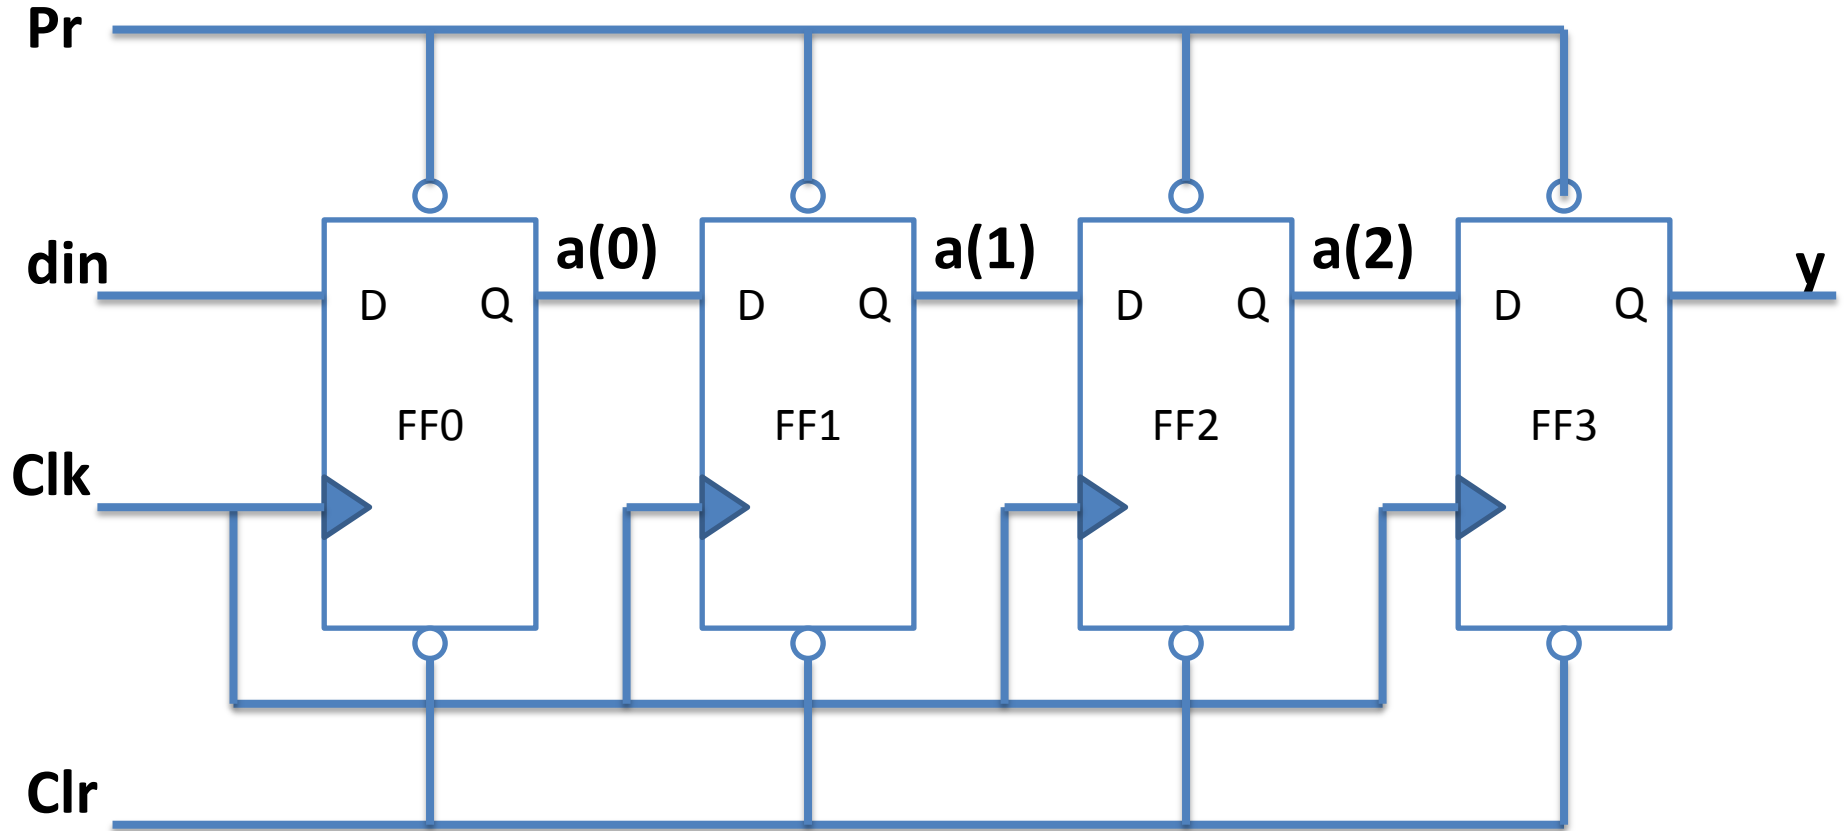 Pr
a(0) a(1) a(2) y
din
D Q D Q D Q D Q
FF0 FF1 FF2 FF3
Clk
Clr